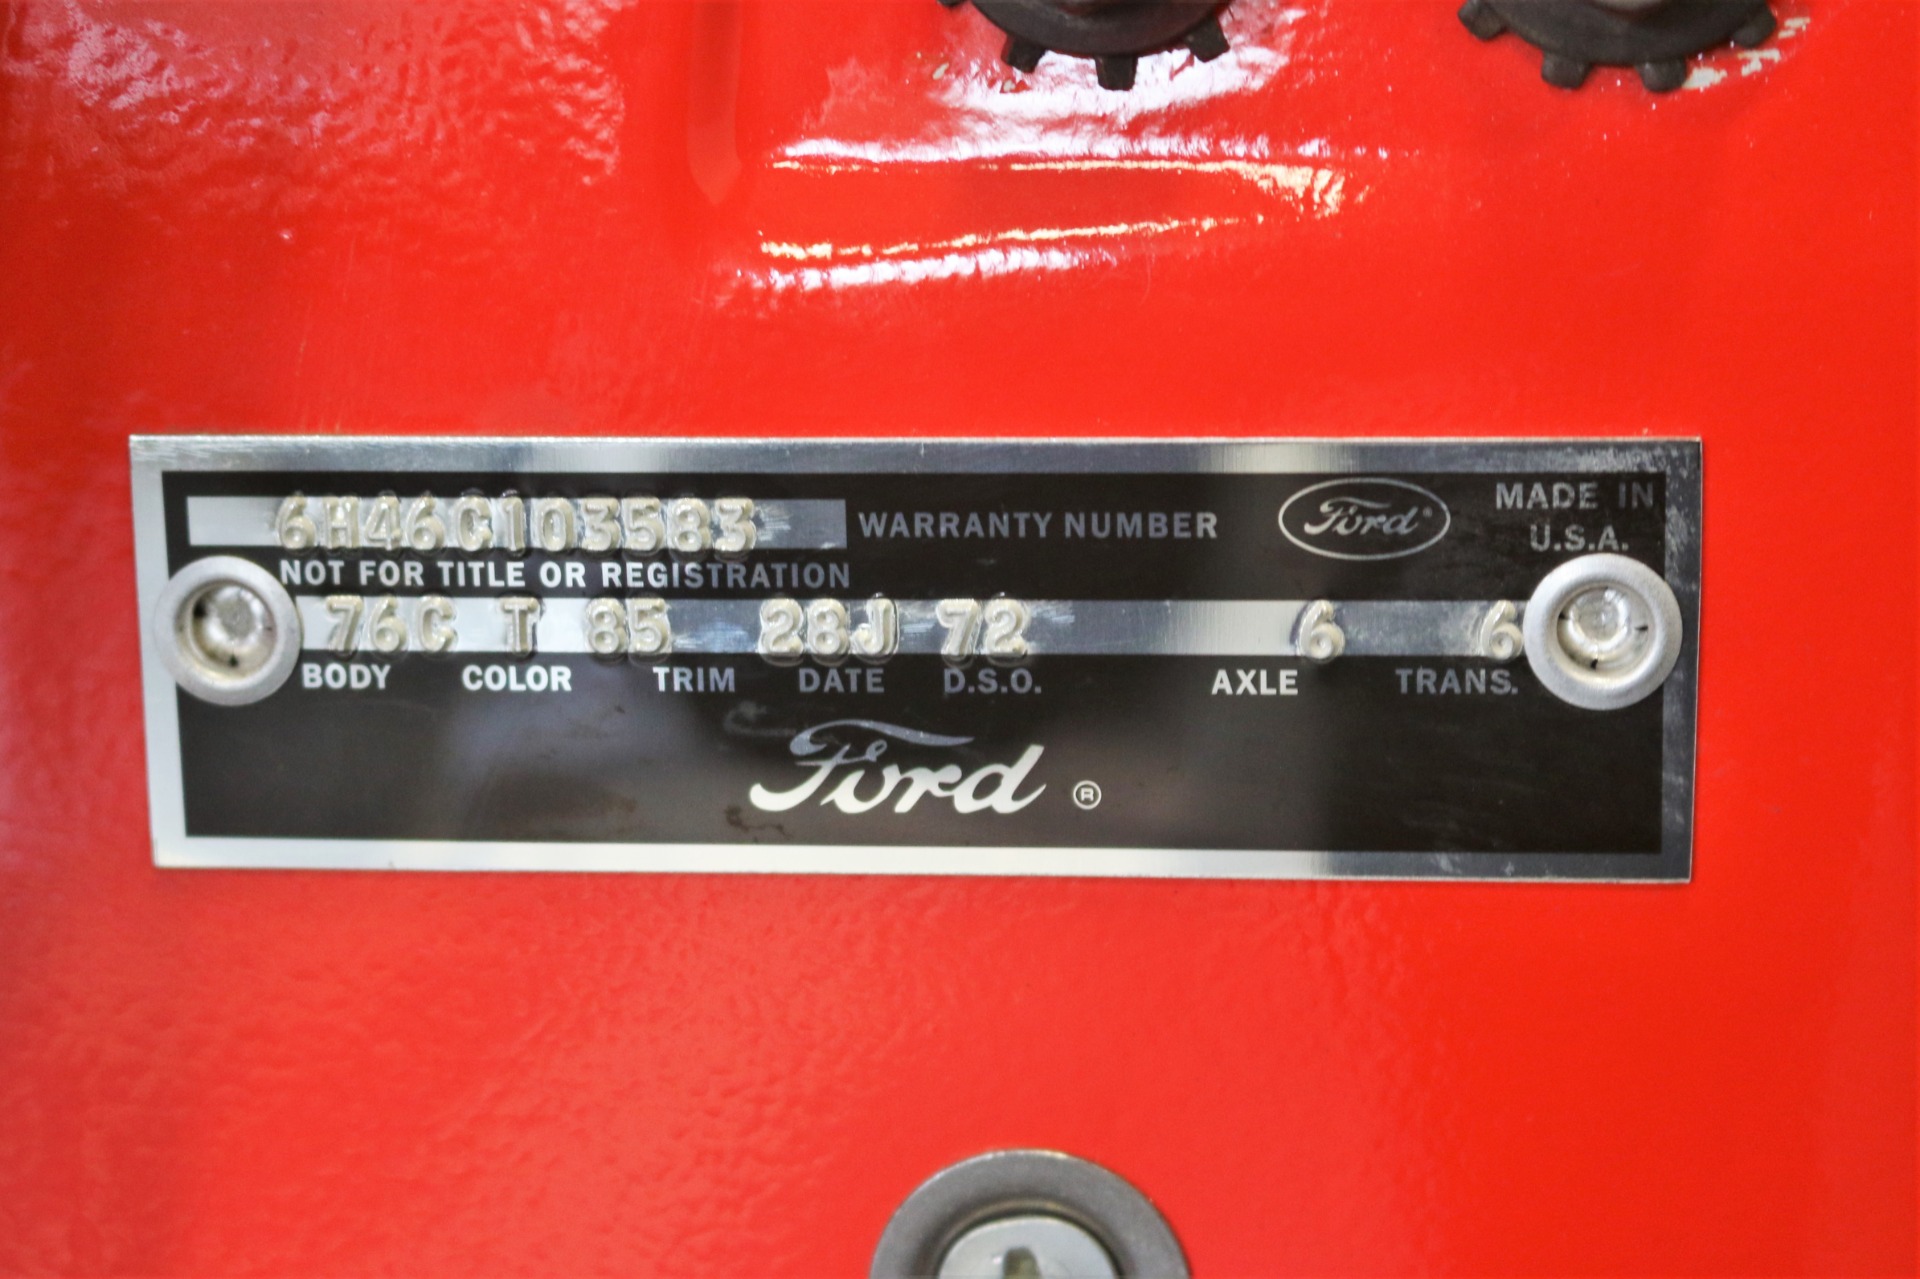 6H46C103583 WARRANTY NUMBER Ford MADE IN
U.S.A.
NOT FOR TITLE OR REGISTRATION
76C T 85 28J 72 6 6
BODY COLOR TRIM DATE D.S.O. AXLE TRANS.
Ford ®